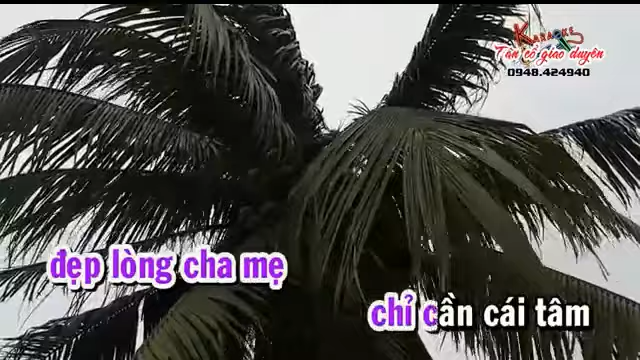 KARAOKE
Tân cổ giao duyên
0948.424940
đẹp lòng cha mẹ
chỉ cần cái tâm